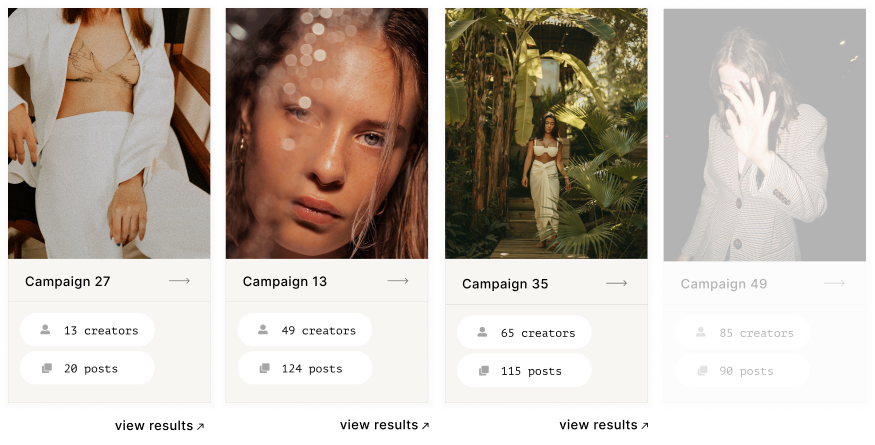 Campaign 27
13 creators
20 posts
view results
Campaign 13
49 creators
124 posts
view results
Campaign 35
65 creators
115 posts
view results
Campaign 49
85 creators
90 posts